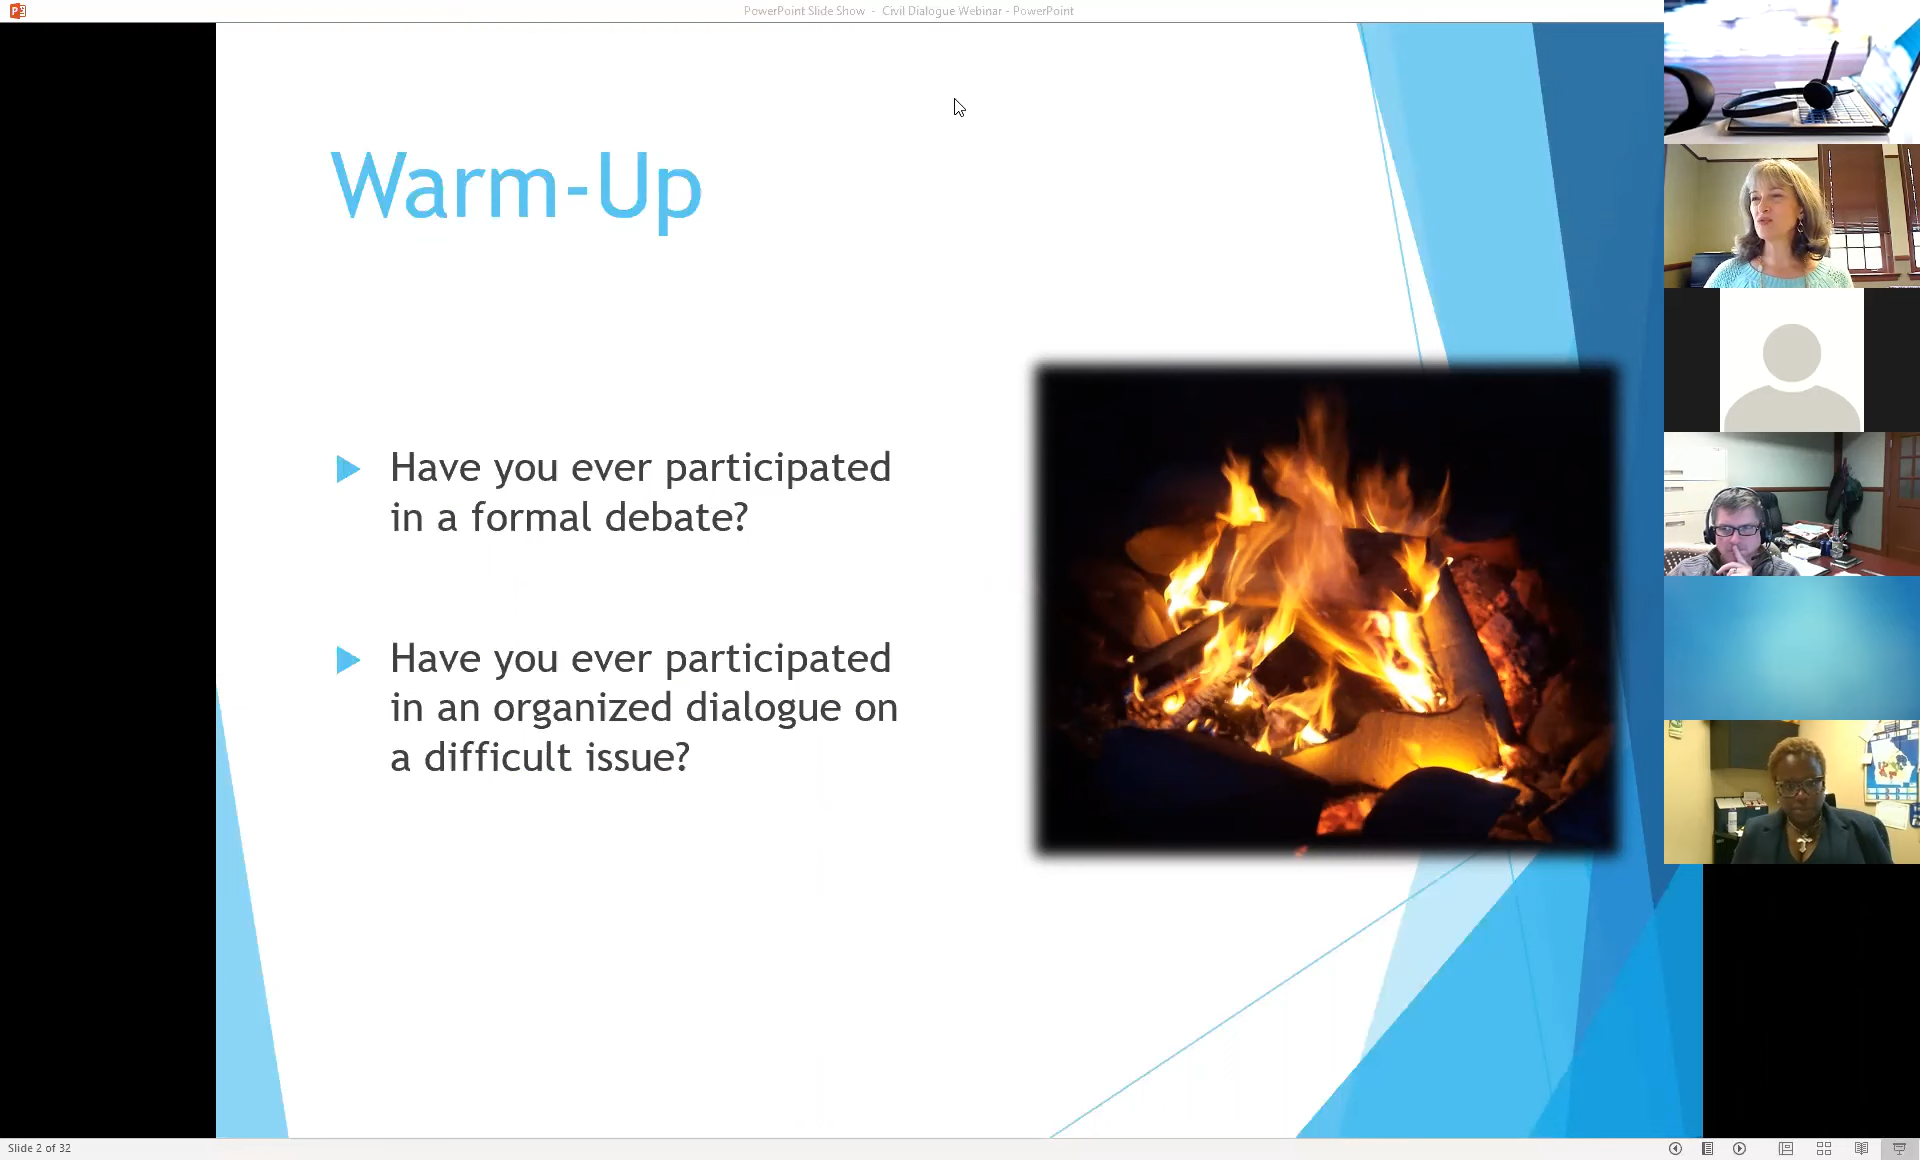 PowerPoint Slide Show - Civil Dialogue Webinar - PowerPoint
Warm-Up
Have you ever participated
in a formal debate?
Have you ever participated
in an organized dialogue on
a difficult issue?
Slide 2 of 32